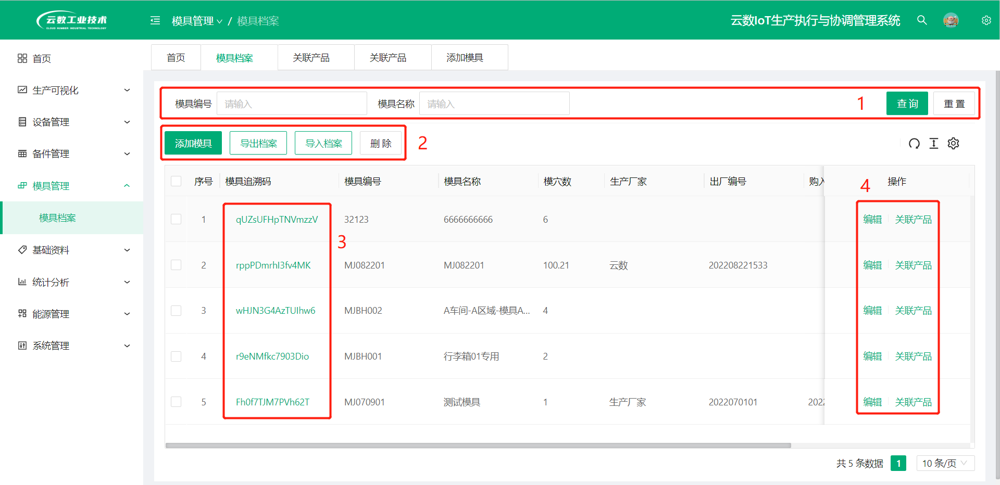 云数工业技术
CLOUD NUMBER INDUSTRIAL TECHNOLOGY
模具管理 / 模具档案
云数IoT生产执行与协调管理系统
首页
生产可视化
设备管理
备件管理
模具管理
模具档案
基础资料
统计分析
能源管理
系统管理
首页 模具档案 关联产品 关联产品 添加模具
模具编号 请输入 模具名称 请输入 1 查 询 重 置
添加模具 导出档案 导入档案 删 除 2
序号 模具追溯码 模具编号 模具名称 模穴数 生产厂家 出厂编号 购入 4 操作
1 qUZsUFHpTNVmzzV 32123 6666666666 6 编辑 关联产品
3
2 rppPDmrhI3fv4MK MJ082201 MJ082201 100.21 云数 202208221533 编辑 关联产品
3 wHJN3G4AzTUIhw6 MJBH002 A车间-A区域-模具A... 4 编辑 关联产品
4 r9eNMfkc7903Dio MJBH001 行李箱01专用 2 编辑 关联产品
5 Fh0f7TJM7PVh62T MJ070901 测试模具 1 生产厂家 2022070101 2022 编辑 关联产品
共 5 条数据 1 10 条/页